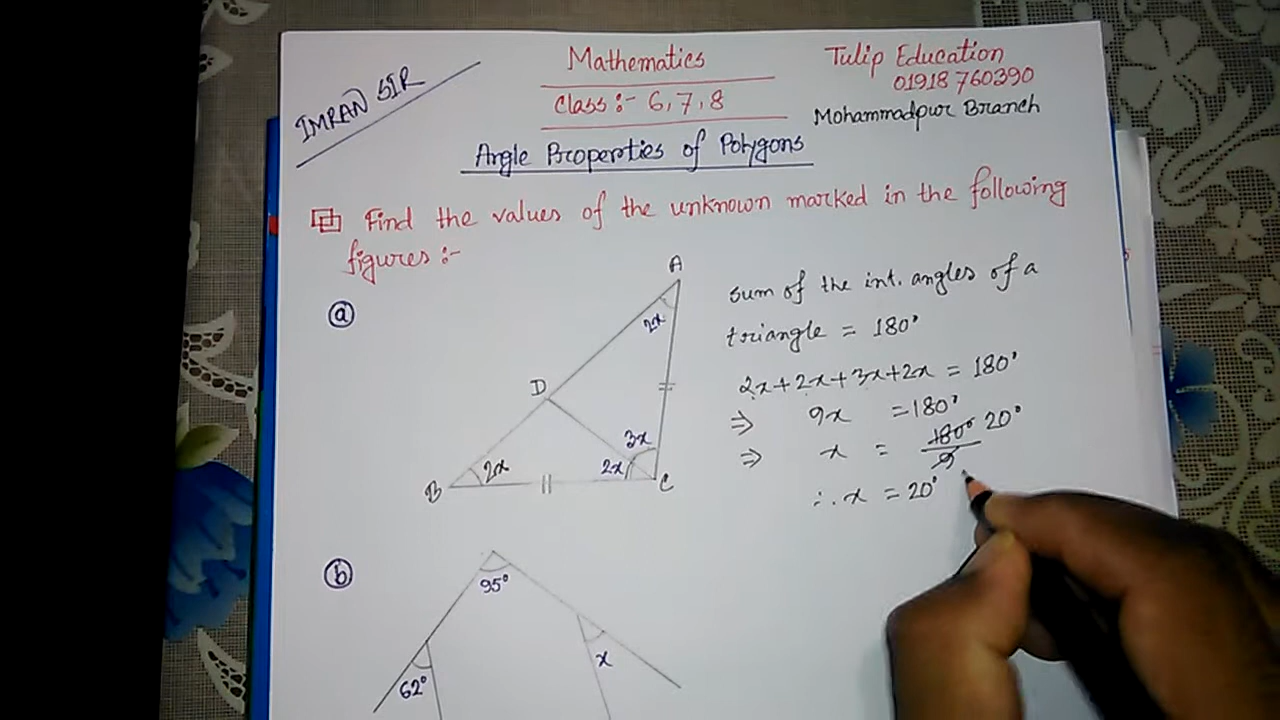 IMRAN SIR
Mathematics
Class:- 6,7,8
Tulip Education
01918 760390
Mohammadpur Branch
Angle Properties of Polygons
Find the values of the unknown marked in the following
figures:-
(a)
A
2x
D
3x
B
2x
2x
C
sum of the int. angles of a
triangle = 180°
2x+2x+3x+2x = 180°
⇒ 9x = 180°
⇒ x = 180°/9 20°
∴ x = 20°
(b)
95°
62°
x